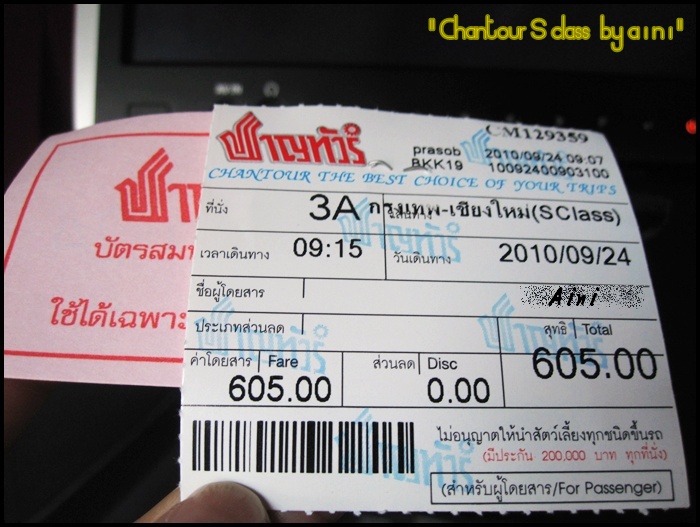 "Chantour S class by a i n i"
ชาญทัวร์
CM129359
prasob 2010/09/24 09:07
BKK19 10092400903100
CHANTOUR THE BEST CHOICE OF YOUR TRIPS
ที่นั่ง 3A เส้นทาง กรุงเทพ-เชียงใหม่(SClass)
เวลาเดินทาง 09:15 วันเดินทาง 2010/09/24
ชื่อผู้โดยสาร Aini
ประเภทส่วนลด สุทธิ | Total
ค่าโดยสาร | Fare ส่วนลด | Disc 605.00
605.00 0.00
ไม่อนุญาตให้นำสัตว์เลี้ยงทุกชนิดขึ้นรถ
(มีประกัน 200,000 บาท ทุกที่นั่ง)
(สำหรับผู้โดยสาร/For Passenger)
บัตรสม
ใช้ได้เฉพาะ